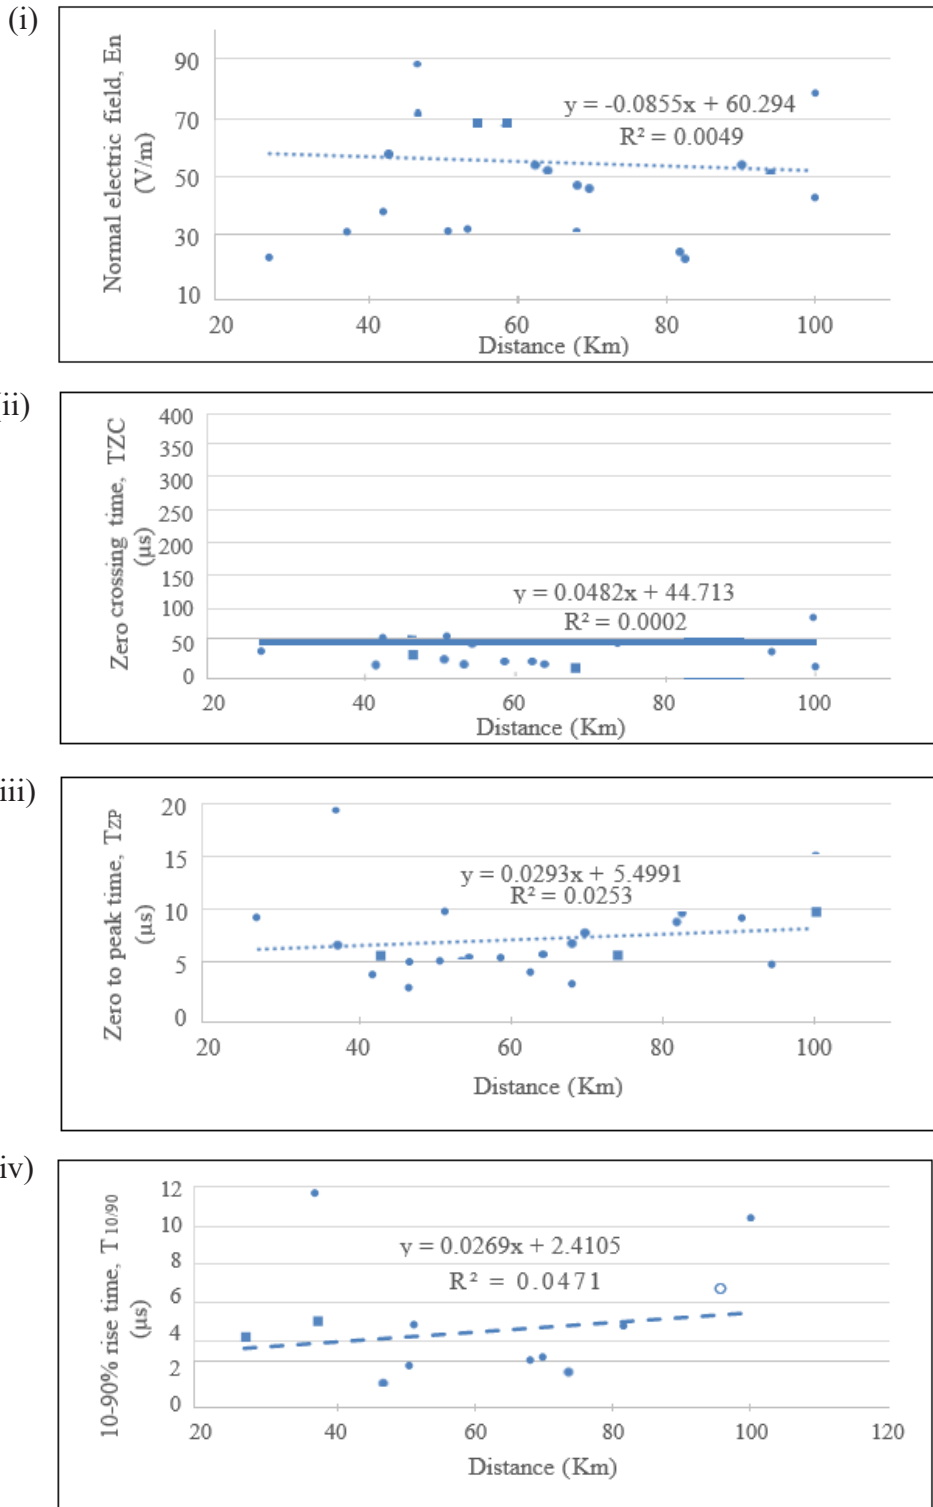 (i)
Normal electric field, En
(V/m)
90
70
50
30
10
y = -0.0855x + 60.294
R² = 0.0049
20 40 60 80 100
Distance (Km)
ii)
Zero crossing time, TZC
(μs)
400
350
300
250
200
150
100
50
0
y = 0.0482x + 44.713
R² = 0.0002
20 40 60 80 100
Distance (Km)
iii)
Zero to peak time, TZP
(μs)
20
15
10
5
0
y = 0.0293x + 5.4991
R² = 0.0253
20 40 60 80 100
Distance (Km)
iv)
10-90% rise time, T10/90
(μs)
12
10
8
6
4
2
0
y = 0.0269x + 2.4105
R² = 0.0471
20 40 60 80 100 120
Distance (Km)